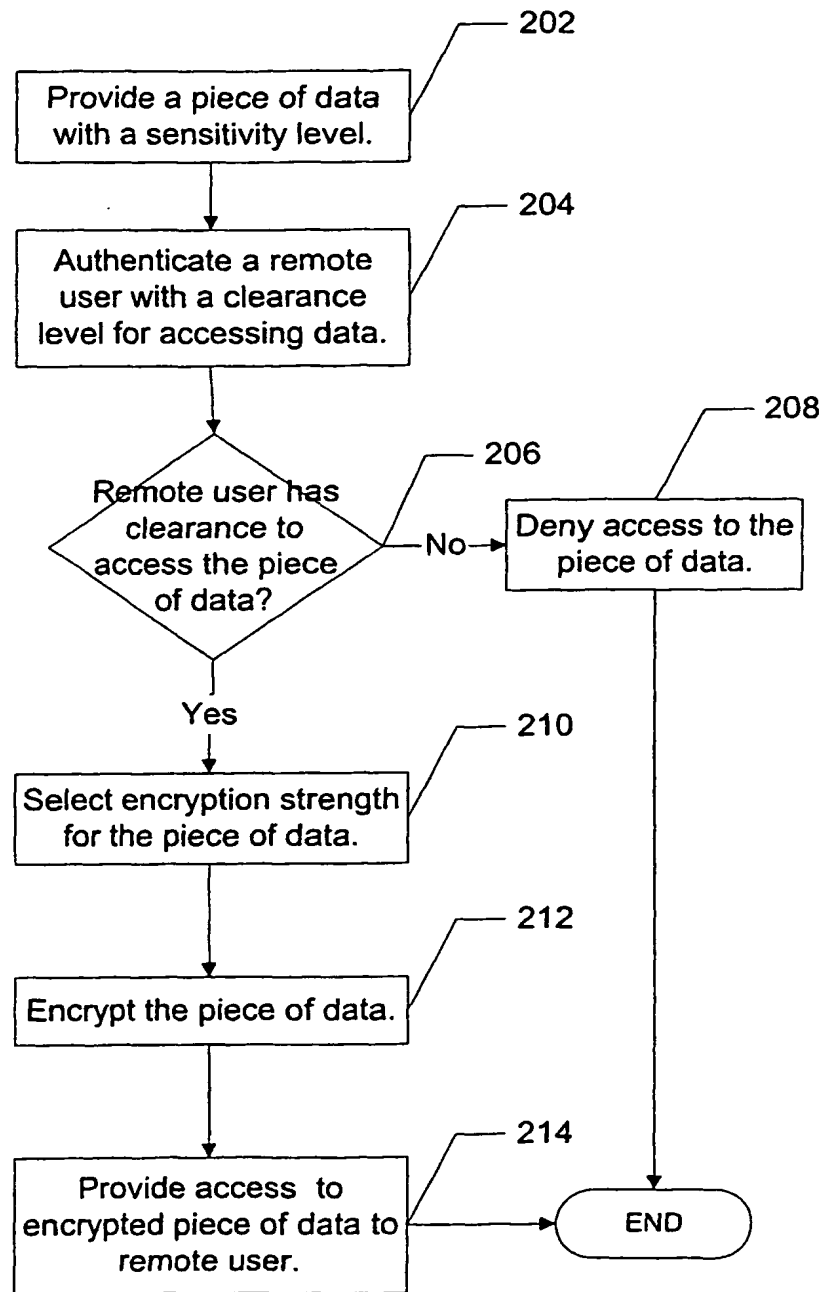 202
Provide a piece of data
with a sensitivity level.
204
Authenticate a remote
user with a clearance
level for accessing data.
208
206
Remote user has
clearance to
access the piece
of data?
No
Deny access to the
piece of data.
Yes
210
Select encryption strength
for the piece of data.
212
Encrypt the piece of data.
214
Provide access to
encrypted piece of data to
remote user.
END